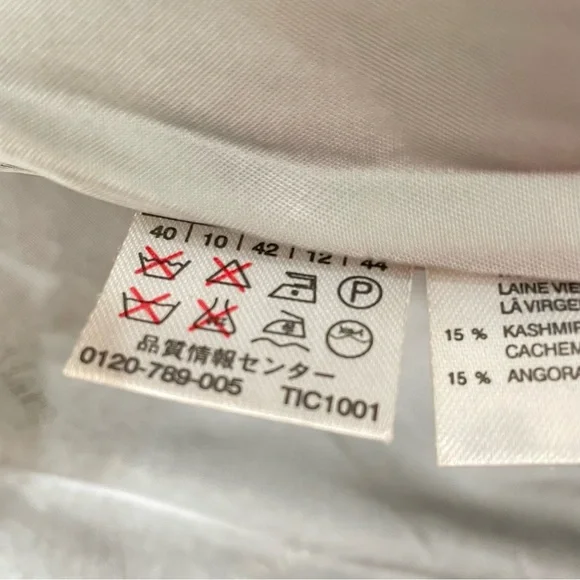 40 | 10 | 42 | 12 | 44
P
品質情報センター
0120-789-005 TIC1001
LAINE VIE
LÃ VIRGE
15 % KASHMIR
CACHEM
15 % ANGORA